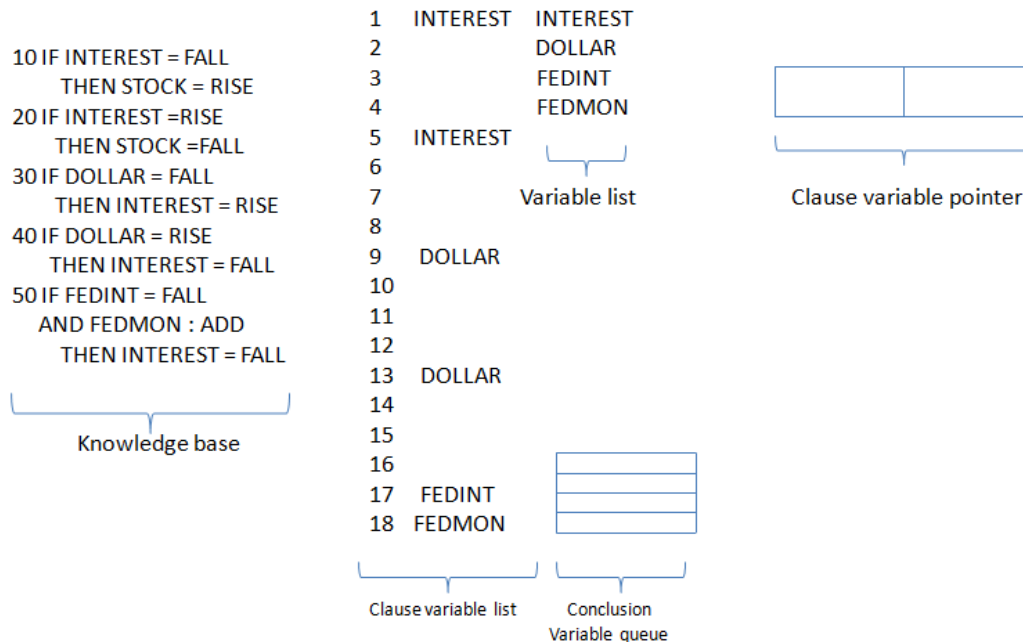 10 IF INTEREST = FALL
THEN STOCK = RISE
20 IF INTEREST =RISE
THEN STOCK =FALL
30 IF DOLLAR = FALL
THEN INTEREST = RISE
40 IF DOLLAR = RISE
THEN INTEREST = FALL
50 IF FEDINT = FALL
AND FEDMON : ADD
THEN INTEREST = FALL
Knowledge base
1 INTEREST INTEREST
2 DOLLAR
3 FEDINT
4 FEDMON
5 INTEREST
6
7
8
9 DOLLAR
10
11
12
13 DOLLAR
14
15
16
17 FEDINT
18 FEDMON
Clause variable list
Variable list
Conclusion
Variable queue
Clause variable pointer